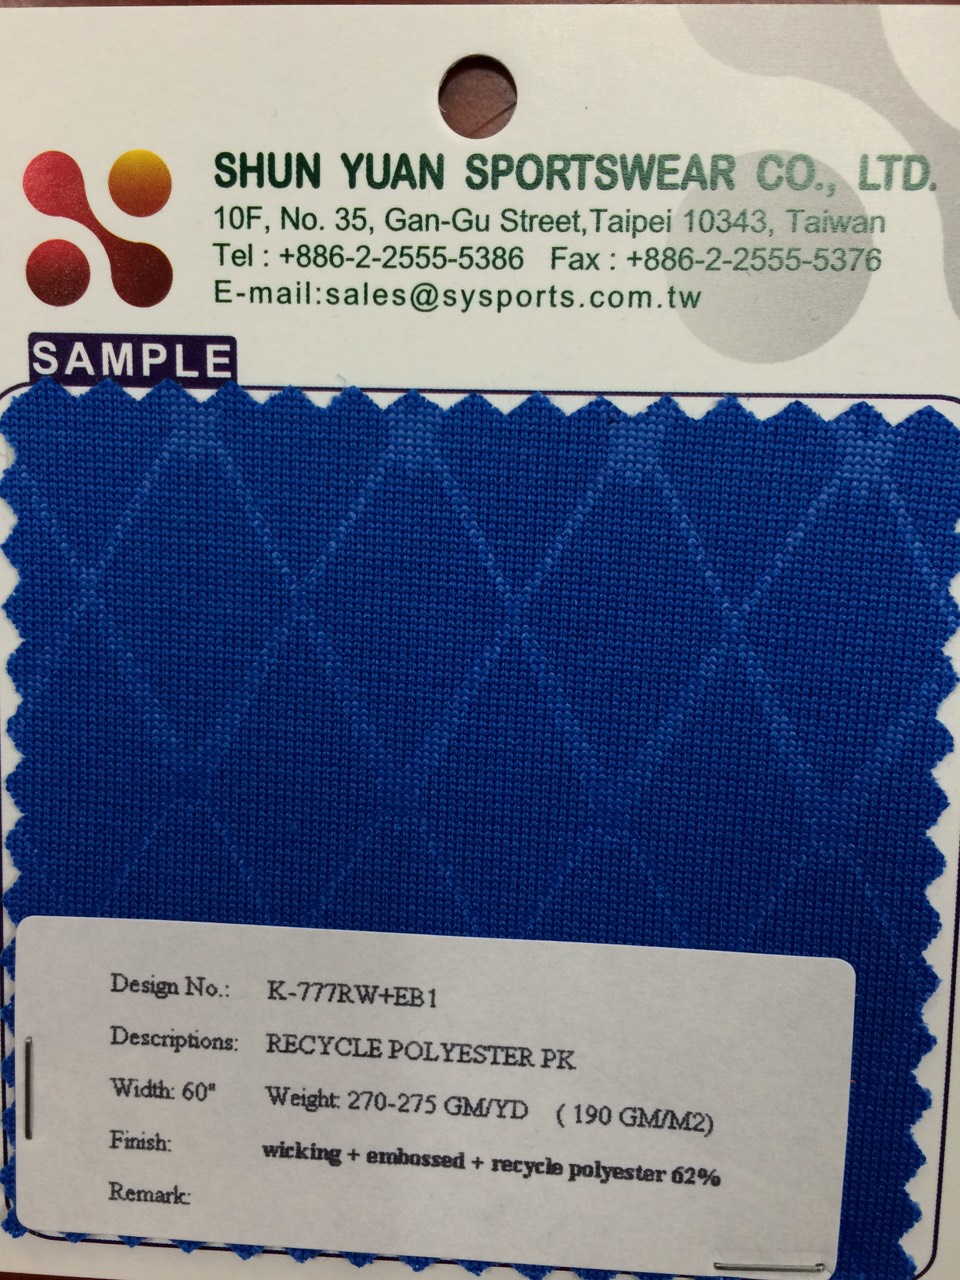 SHUN YUAN SPORTSWEAR CO., LTD.
10F, No. 35, Gan-Gu Street,Taipei 10343, Taiwan
Tel : +886-2-2555-5386 Fax : +886-2-2555-5376
E-mail:sales@sysports.com.tw
SAMPLE
Design No.: K-777RW+EB1
Descriptions: RECYCLE POLYESTER PK
Width: 60" Weight: 270-275 GM/YD ( 190 GM/M2)
Finish: wicking + embossed + recycle polyester 62%
Remark: